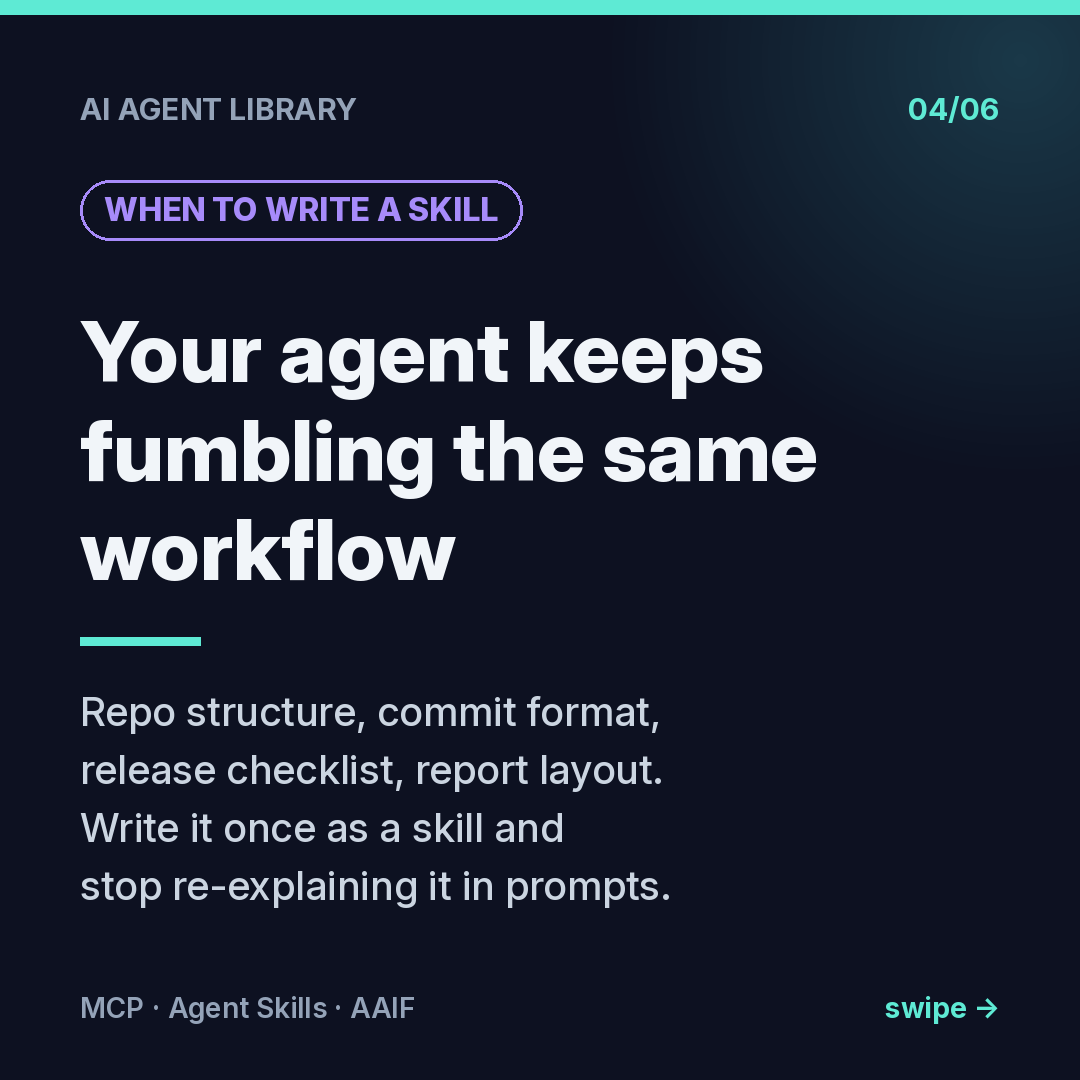 AI AGENT LIBRARY
04/06
WHEN TO WRITE A SKILL
Your agent keeps
fumbling the same
workflow
Repo structure, commit format,
release checklist, report layout.
Write it once as a skill and
stop re-explaining it in prompts.
MCP · Agent Skills · AAIF
swipe →